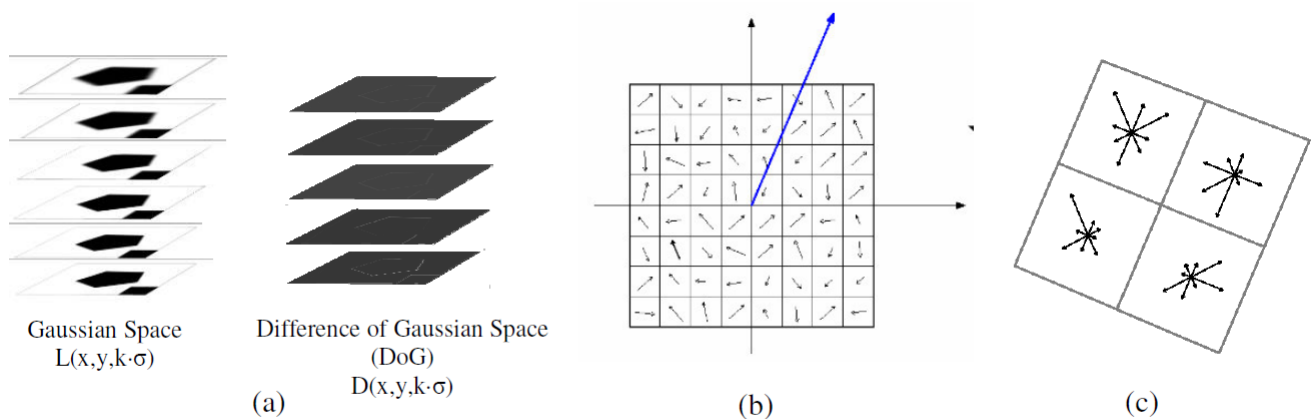 Gaussian Space
L(x,y,k·σ)
Difference of Gaussian Space
(DoG)
D(x,y,k·σ)
(a)
(b)
(c)